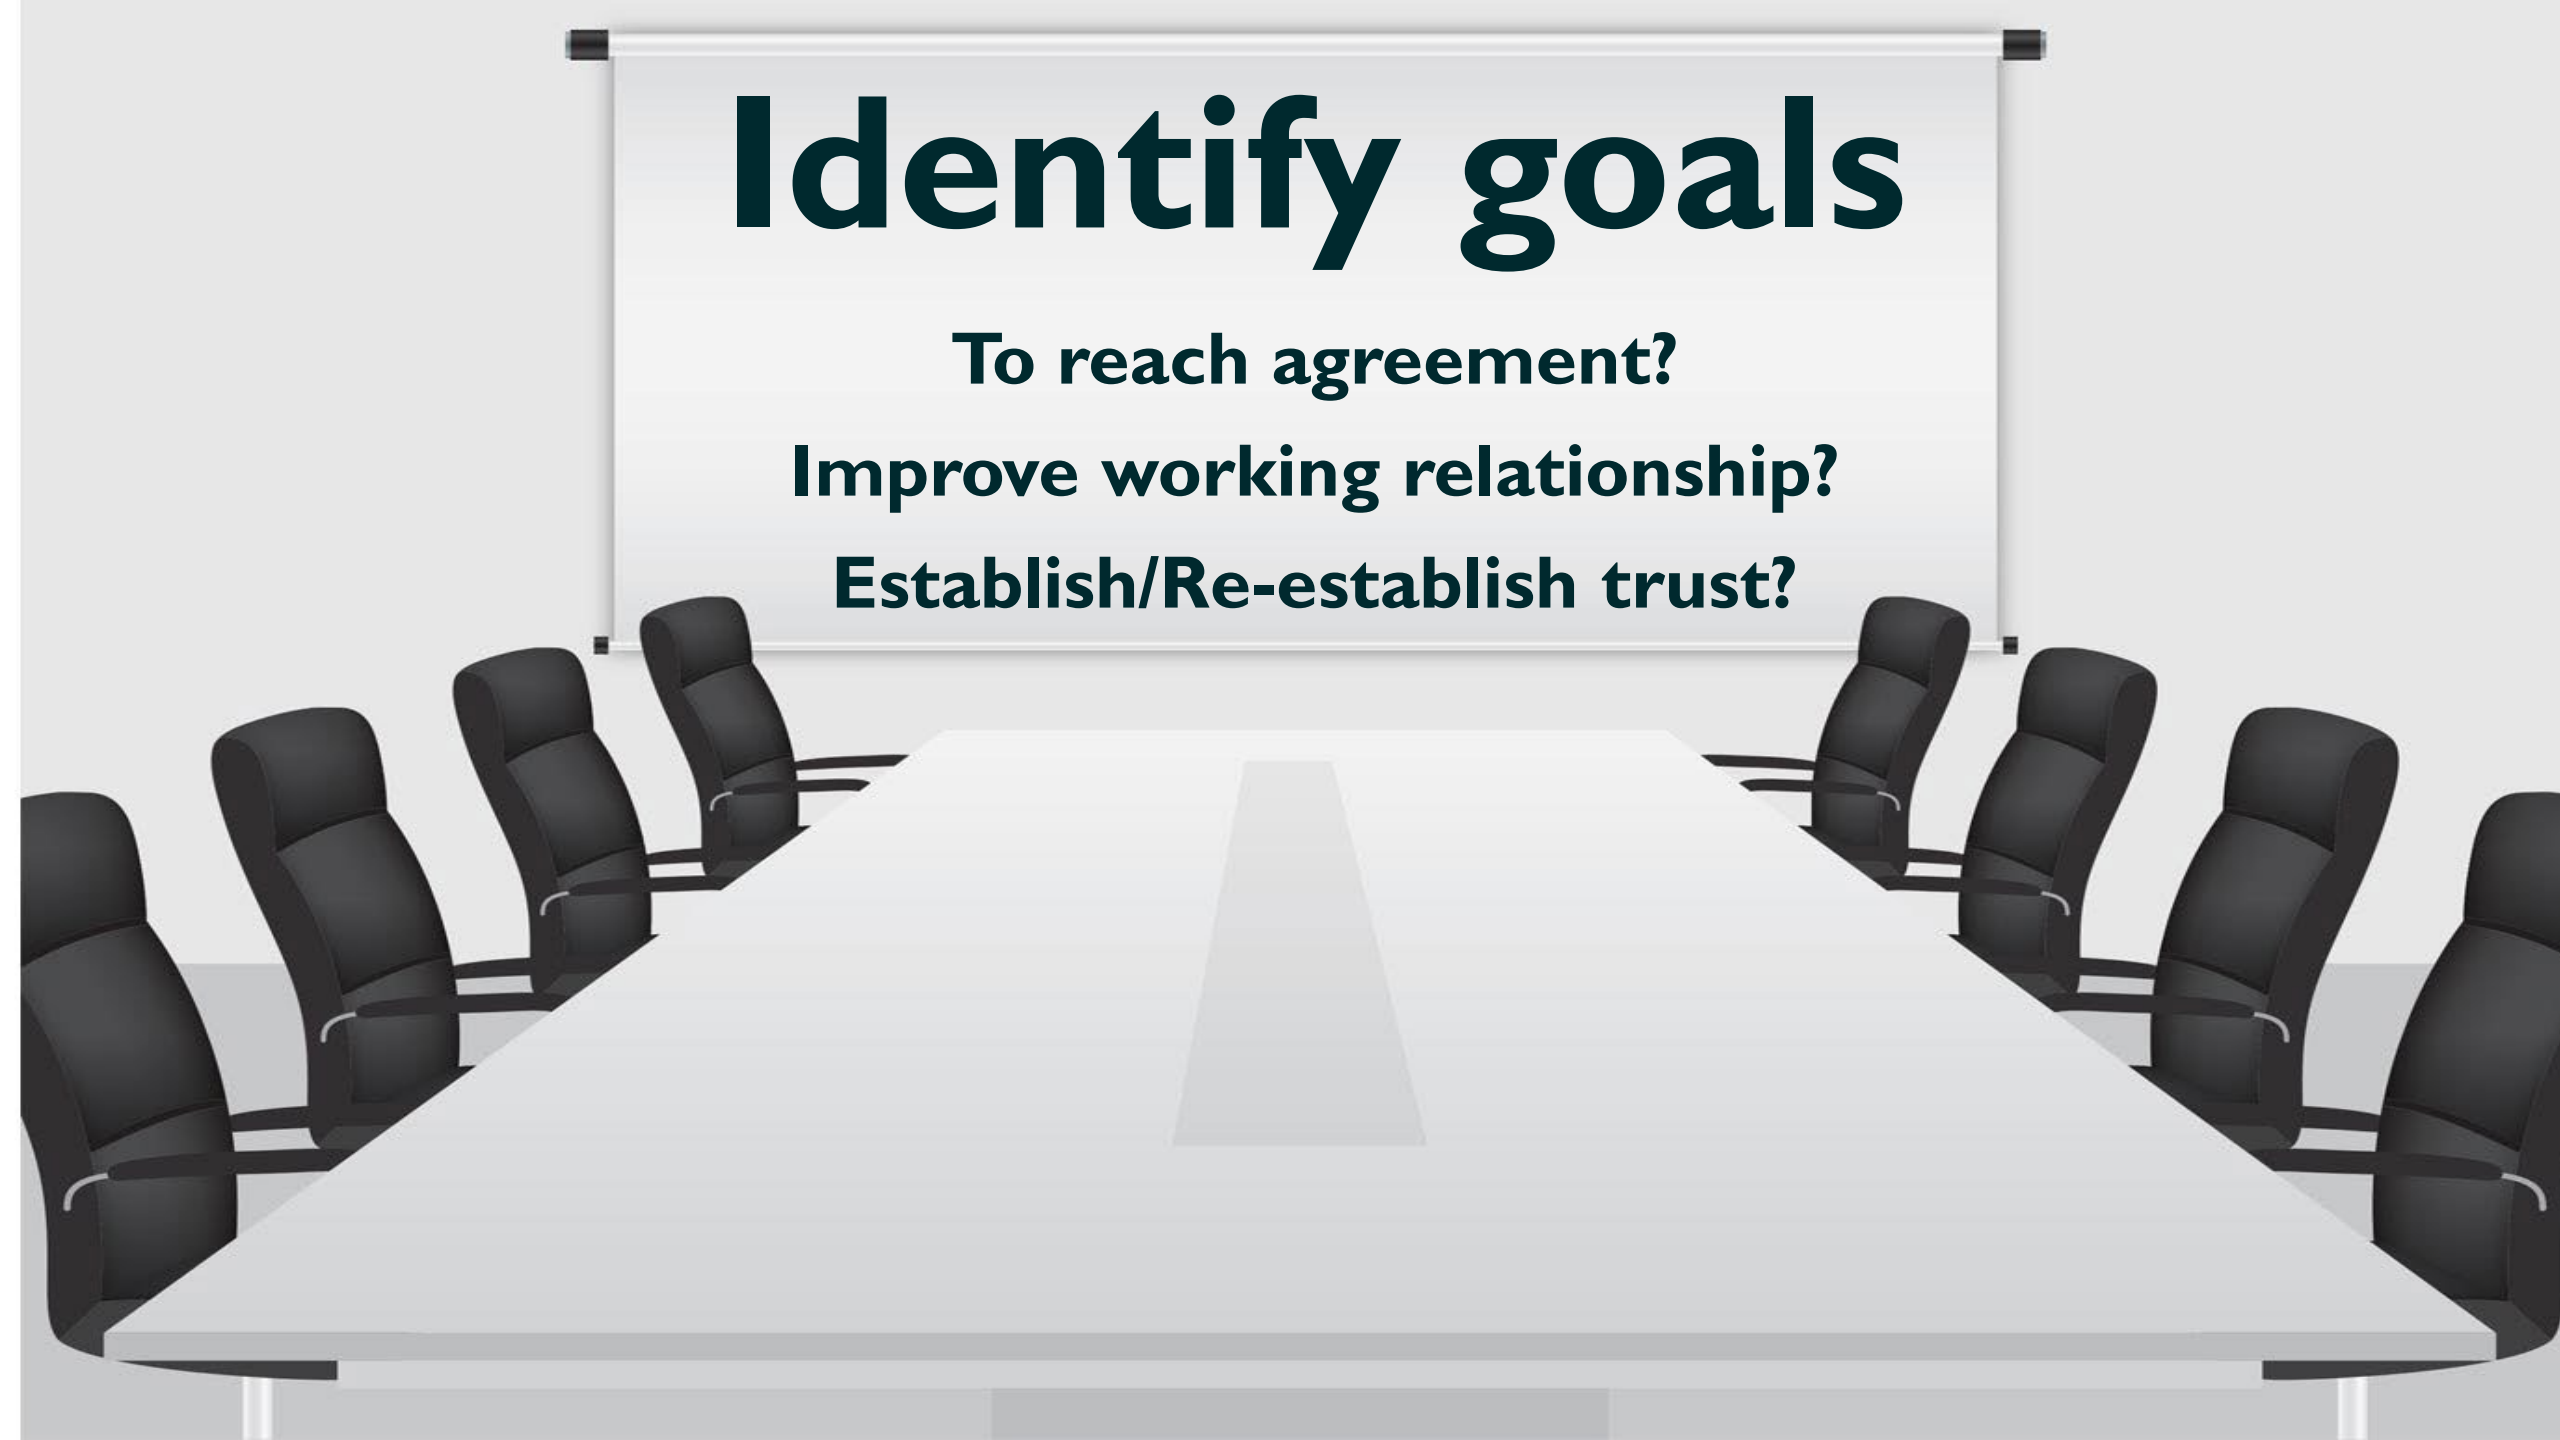 Identify goals
To reach agreement?
Improve working relationship?
Establish/Re-establish trust?